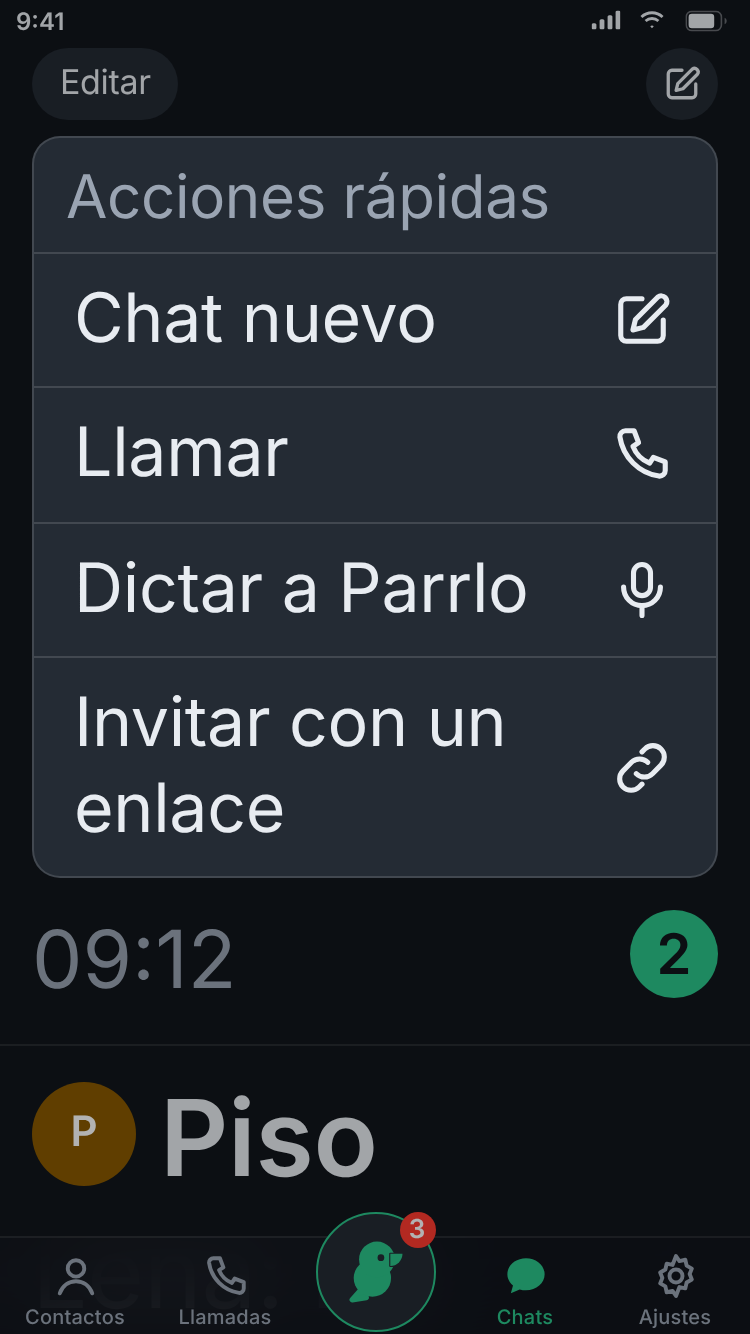 9:41
Editar
Acciones rápidas
Chat nuevo
Llamar
Dictar a Parrlo
Invitar con un
enlace
09:12
2
P
Piso
3
Contactos
Llamadas
Chats
Ajustes